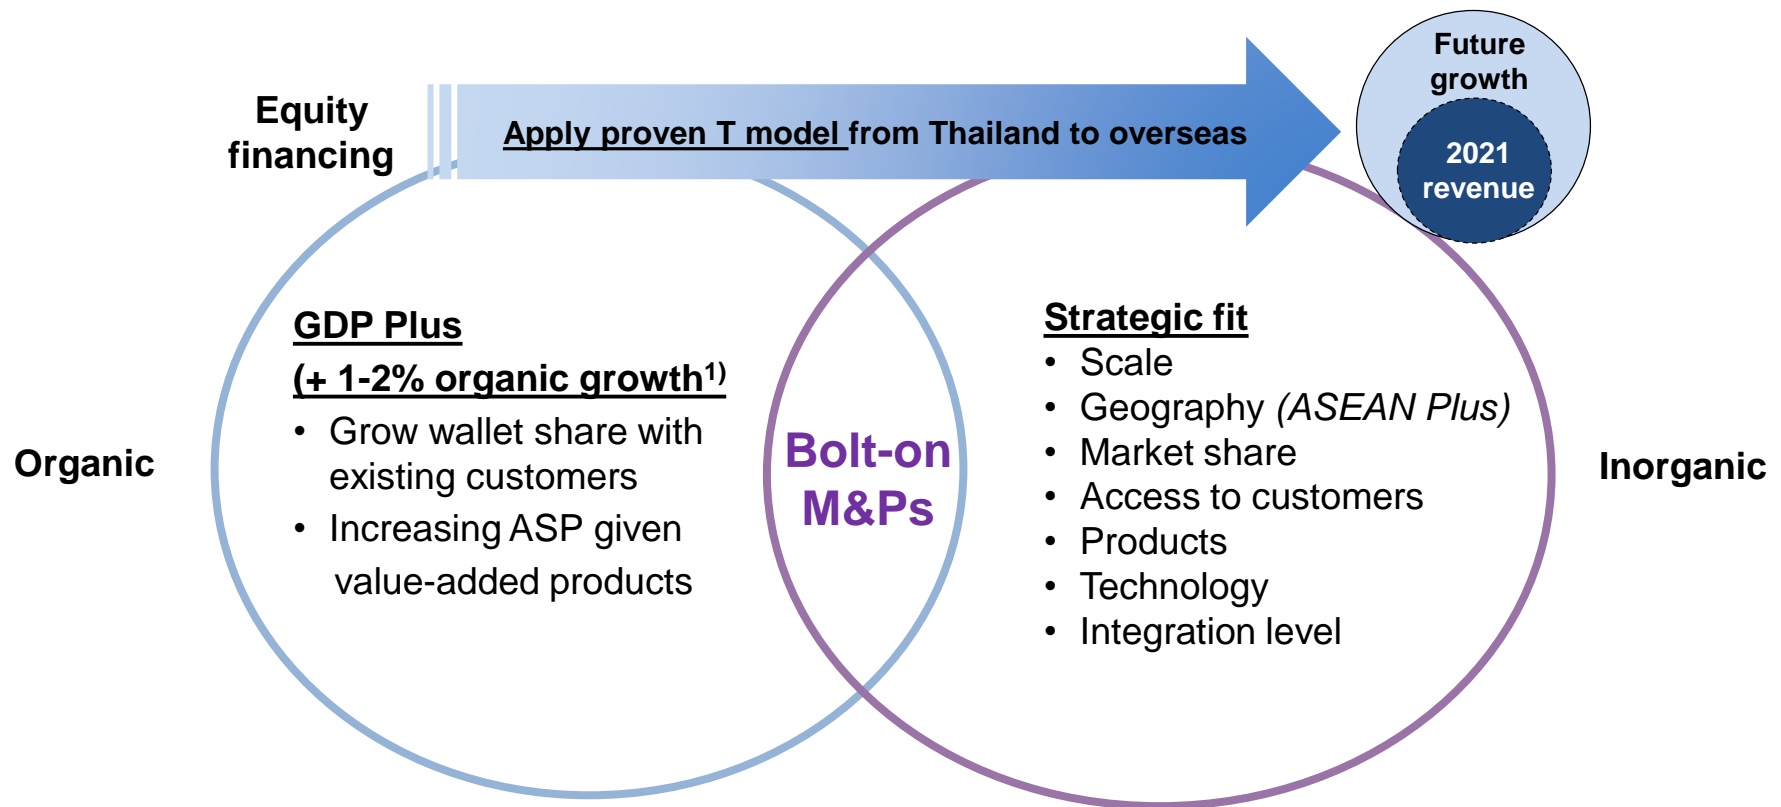 Equity
financing
Apply proven T model from Thailand to overseas
Future
growth
2021
revenue
Organic
GDP Plus
(+ 1-2% organic growth¹)
• Grow wallet share with
existing customers
• Increasing ASP given
value-added products
Bolt-on
M&Ps
Strategic fit
• Scale
• Geography (ASEAN Plus)
• Market share
• Access to customers
• Products
• Technology
• Integration level
Inorganic